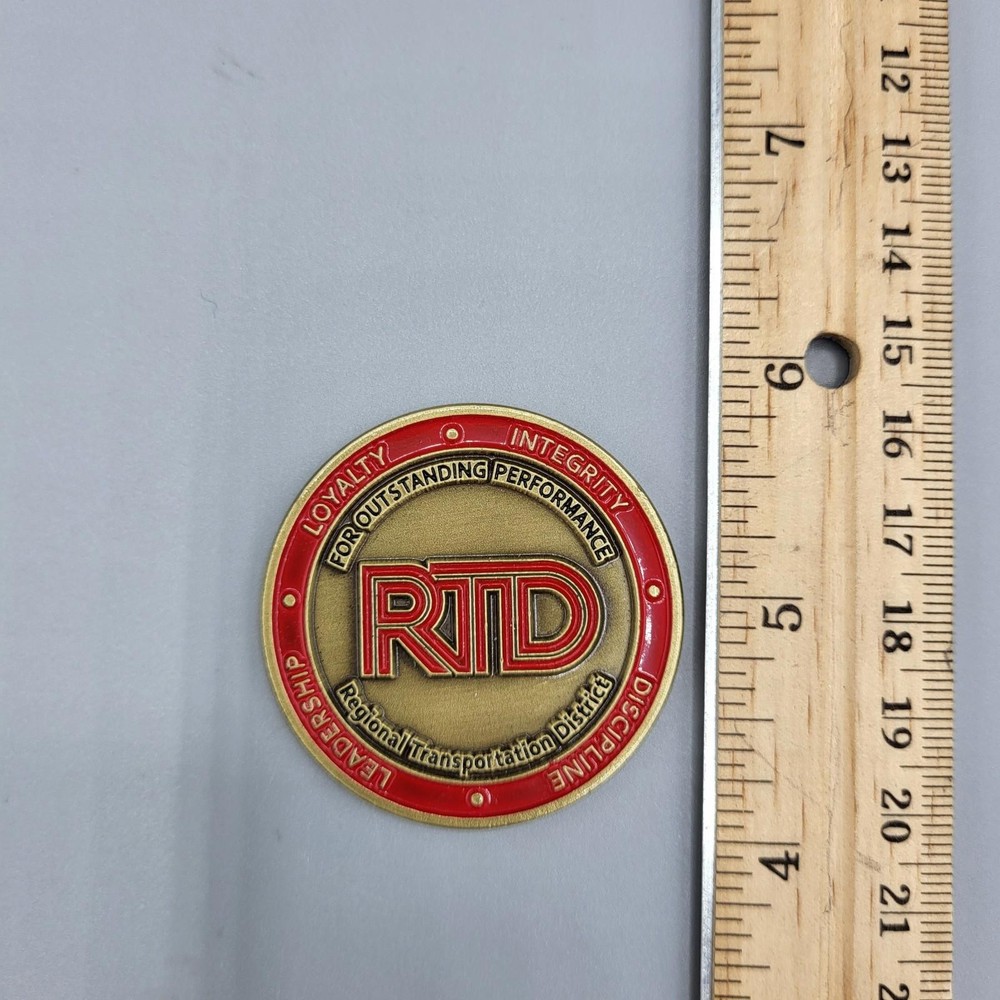 LOYALTY
INTEGRITY
DISCIPLINE
LEADERSHIP
FOR OUTSTANDING PERFORMANCE
RTD
Regional Transportation District
7
6
5
4
12
13
14
15
16
17
18
19
20
21